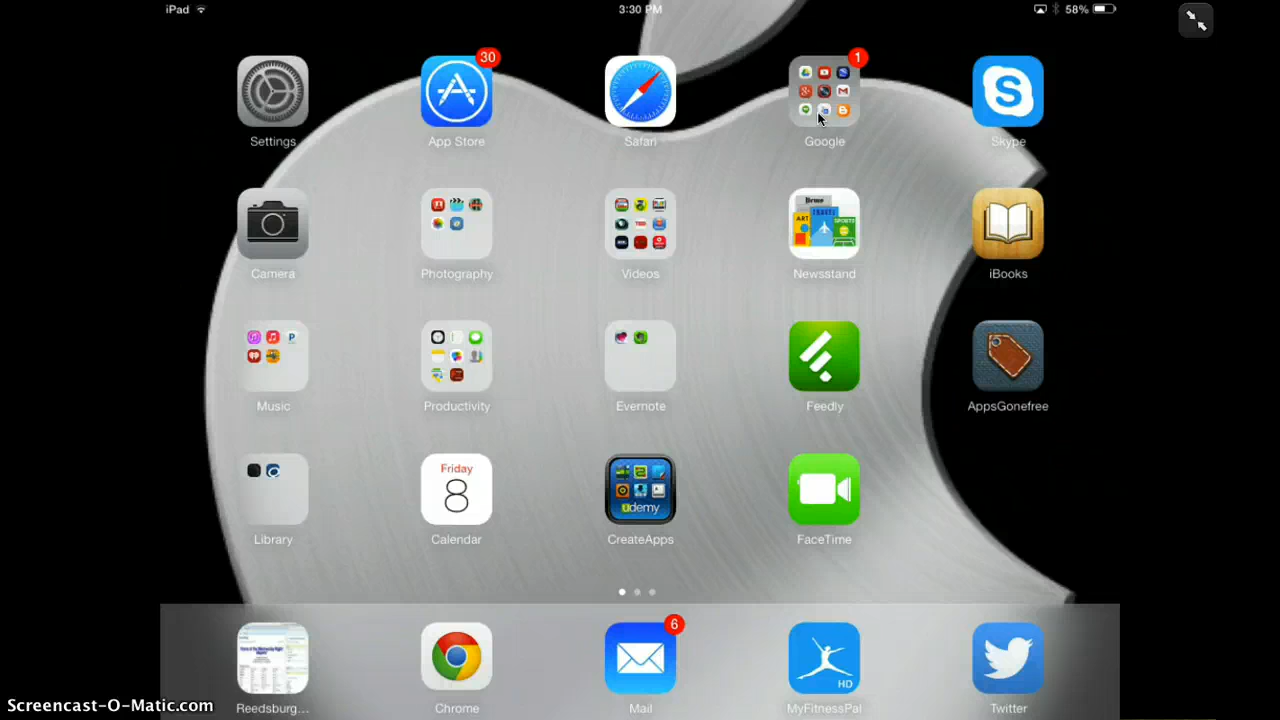 iPad
3:30 PM
58%
30
1
Settings
App Store
Safari
Google
Skype
Camera
Photography
Videos
Newsstand
iBooks
Music
Productivity
Evernote
Feedly
AppsGonefree
Friday
8
udemy
Library
Calendar
CreateApps
FaceTime
6
HD
Reedsburg...
Chrome
Mail
MyFitnessPal
Twitter
Screencast-O-Matic.com